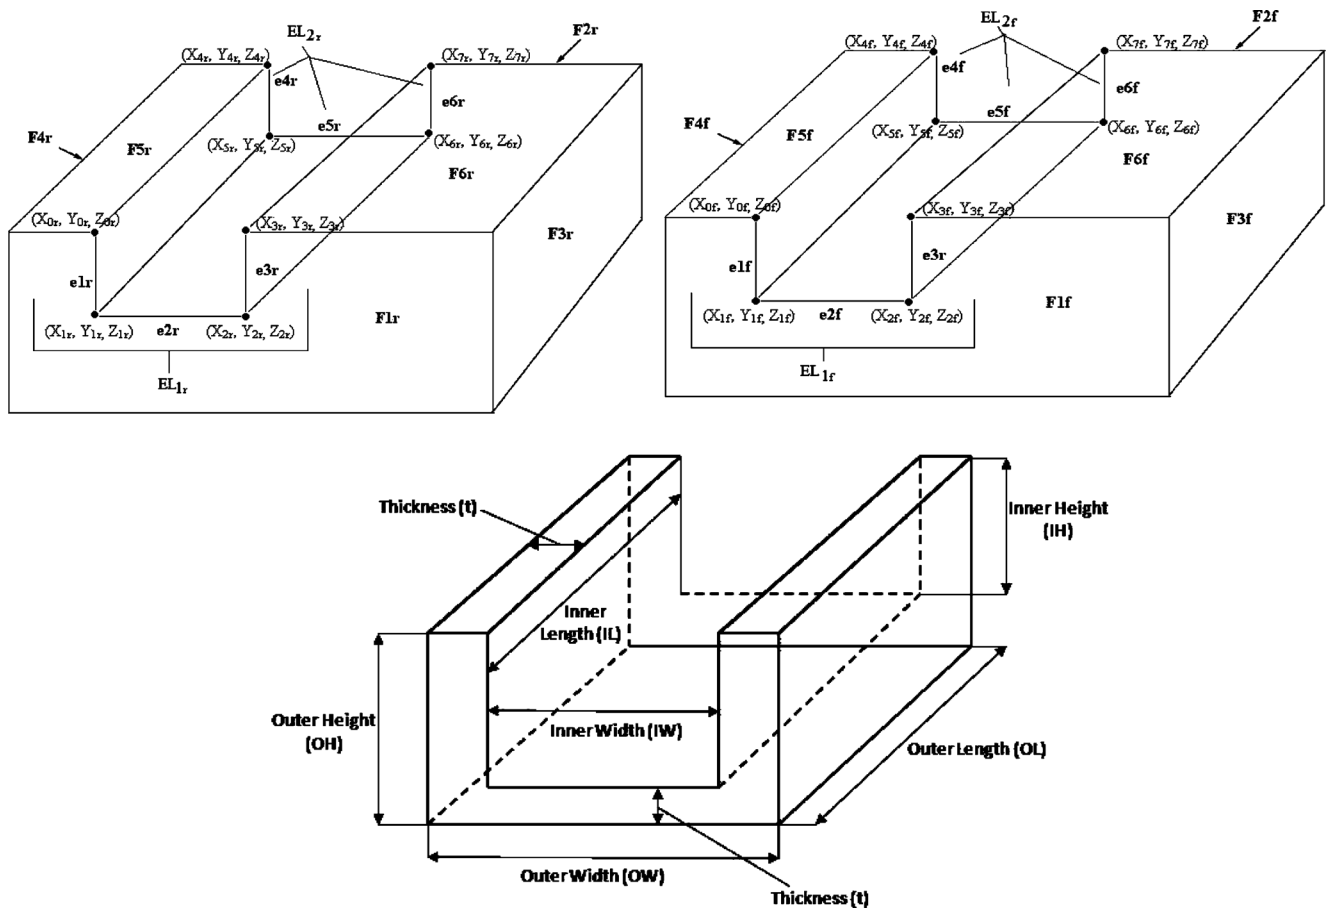 EL2r
F2r
(X4r, Y4r, Z4r)
(X7r, Y7r, Z7r)
e4r
e6r
e5r
F4r
F5r
(X5r, Y5r, Z5r)
(X6r, Y6r, Z6r)
F6r
(X0r, Y0r, Z0r)
(X3r, Y3r, Z3r)
F3r
e1r
e3r
F1r
(X1r, Y1r, Z1r)
e2r
(X2r, Y2r, Z2r)
EL1r
EL2f
F2f
(X4f, Y4f, Z4f)
(X7f, Y7f, Z7f)
e4f
e6f
e5f
F4f
F5f
(X5f, Y5f, Z5f)
(X6f, Y6f, Z6f)
F6f
(X0f, Y0f, Z0f)
(X3f, Y3f, Z3f)
F3f
e1f
e3r
F1f
(X1f, Y1f, Z1f)
e2f
(X2f, Y2f, Z2f)
EL1f
Thickness (t)
Inner Height
(IH)
Inner
Length (IL)
Outer Height
(OH)
Inner Width (IW)
Outer Length (OL)
Outer Width (OW)
Thickness (t)